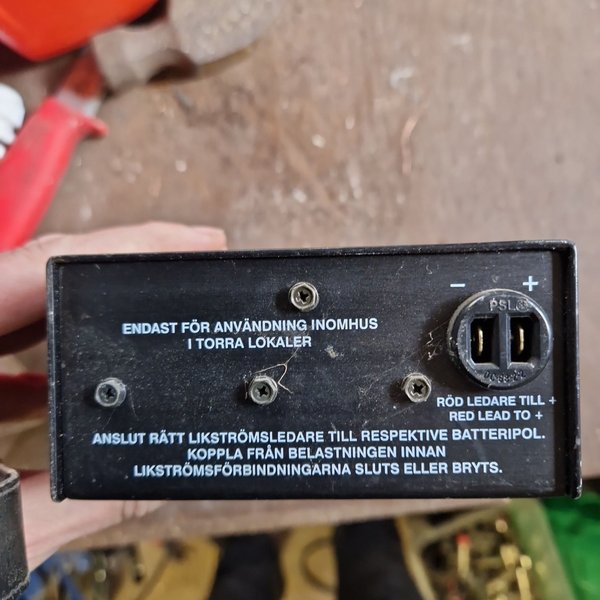 ENDAST FÖR ANVÄNDNING INOMHUS
I TORRA LOKALER
− +
PSL
RÖD LEDARE TILL +
RED LEAD TO +
ANSLUT RÄTT LIKSTRÖMSLEDARE TILL RESPEKTIVE BATTERIPOL.
KOPPLA FRÅN BELASTNINGEN INNAN
LIKSTRÖMSFÖRBINDNINGARNA SLUTS ELLER BRYTS.